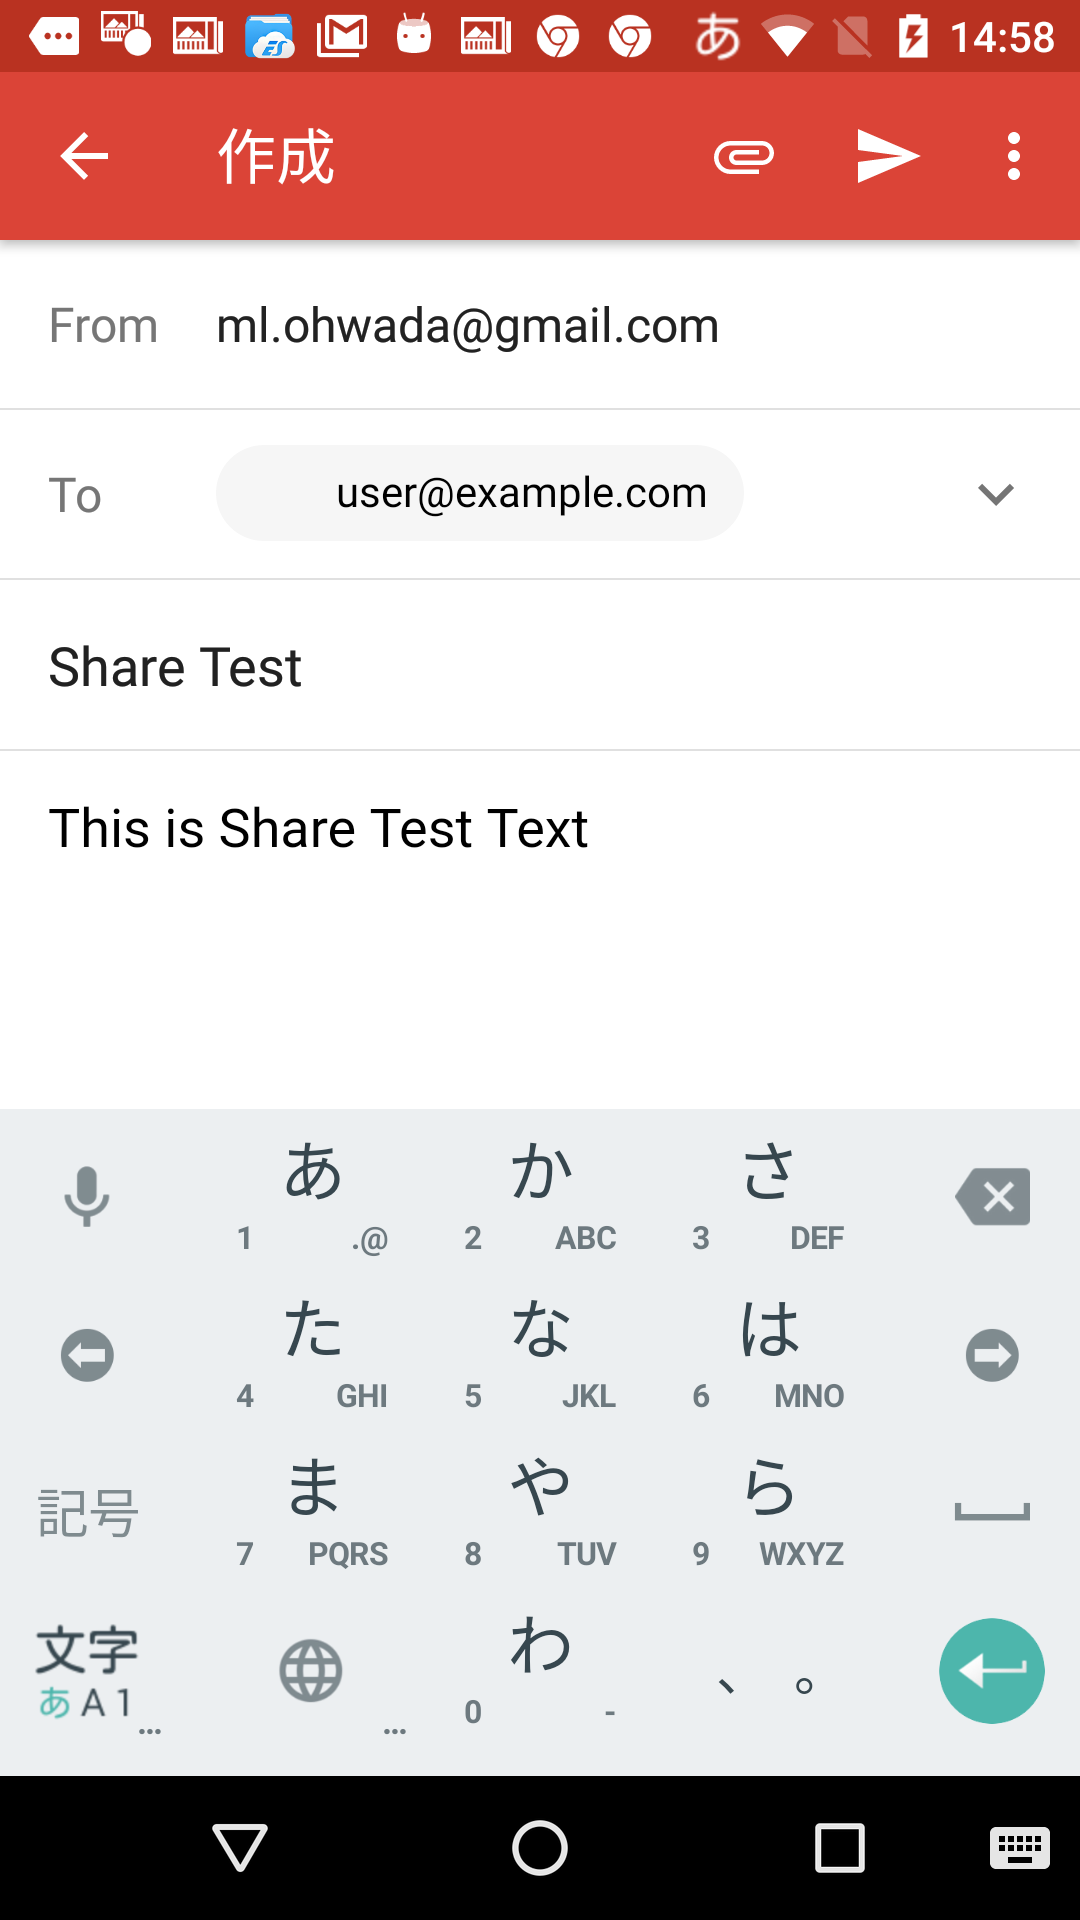 14:58
作成
From ml.ohwada@gmail.com
To user@example.com
Share Test
This is Share Test Text
あ か さ
1 .@ 2 ABC 3 DEF
た な は
4 GHI 5 JKL 6 MNO
記号 ま や ら
7 PQRS 8 TUV 9 WXYZ
文字 わ 、 。
あ A 1 ... ... 0 -